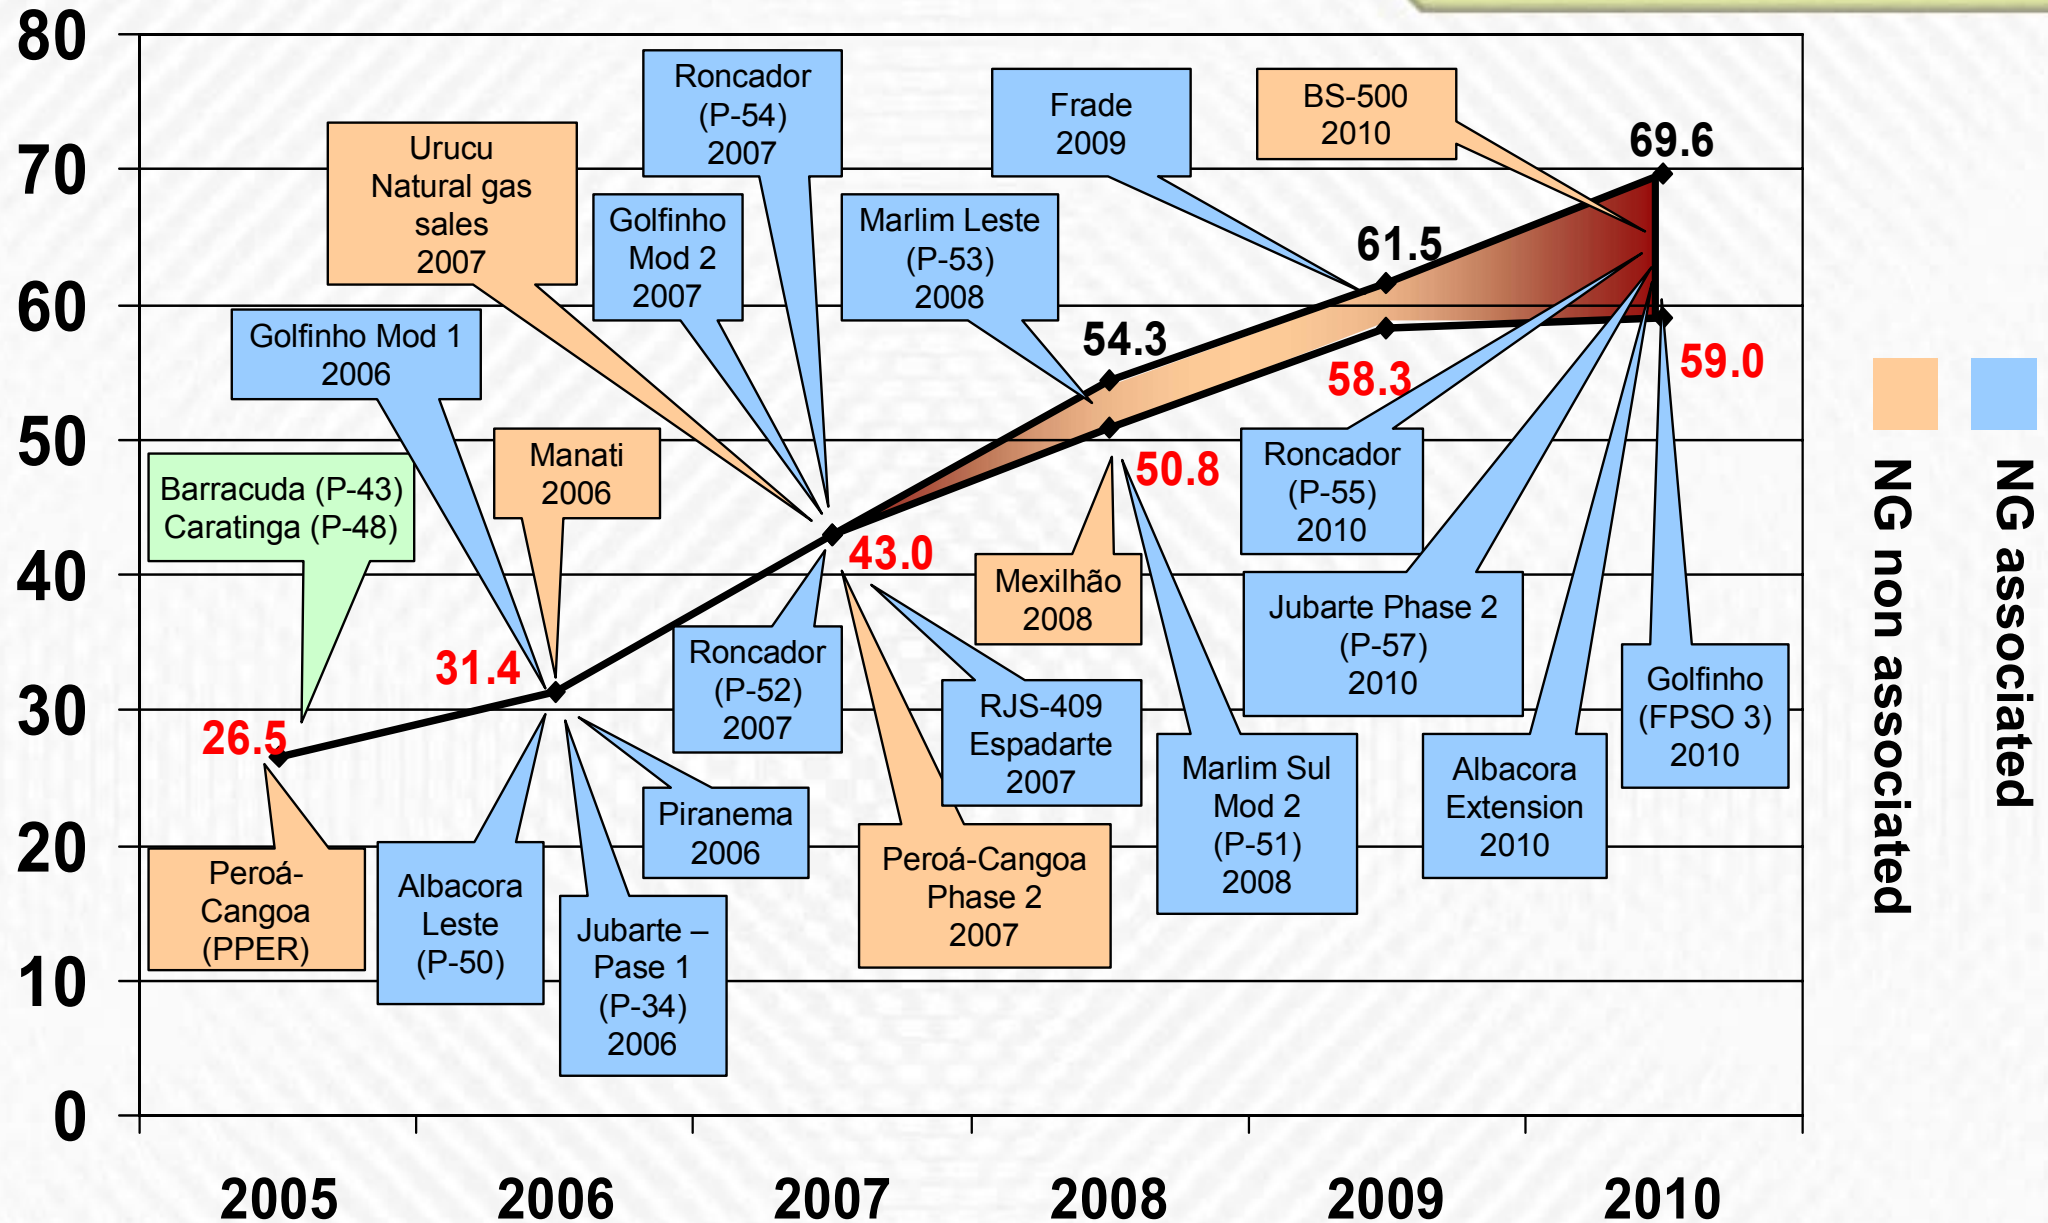 80
70
60
50
40
30
20
10
0
Roncador
(P-54)
2007
Frade
2009
BS-500
2010
69.6
Urucu
Natural gas
sales
2007
Golfinho
Mod 2
2007
Marlim Leste
(P-53)
2008
61.5
Golfinho Mod 1
2006
54.3
59.0
58.3
Manati
2006
Barracuda (P-43)
Caratinga (P-48)
50.8
Roncador
(P-55)
2010
43.0
Mexilhão
2008
Jubarte Phase 2
(P-57)
2010
31.4
Roncador
(P-52)
2007
RJS-409
Espadarte
2007
Golfinho
(FPSO 3)
2010
26.5
Marlim Sul
Mod 2
(P-51)
2008
Albacora
Extension
2010
Piranema
2006
Peroá-
Cangoa
(PPER)
Albacora
Leste
(P-50)
Jubarte –
Pase 1
(P-34)
2006
Peroá-Cangoa
Phase 2
2007
2005 2006 2007 2008 2009 2010
NG associated
NG non associated